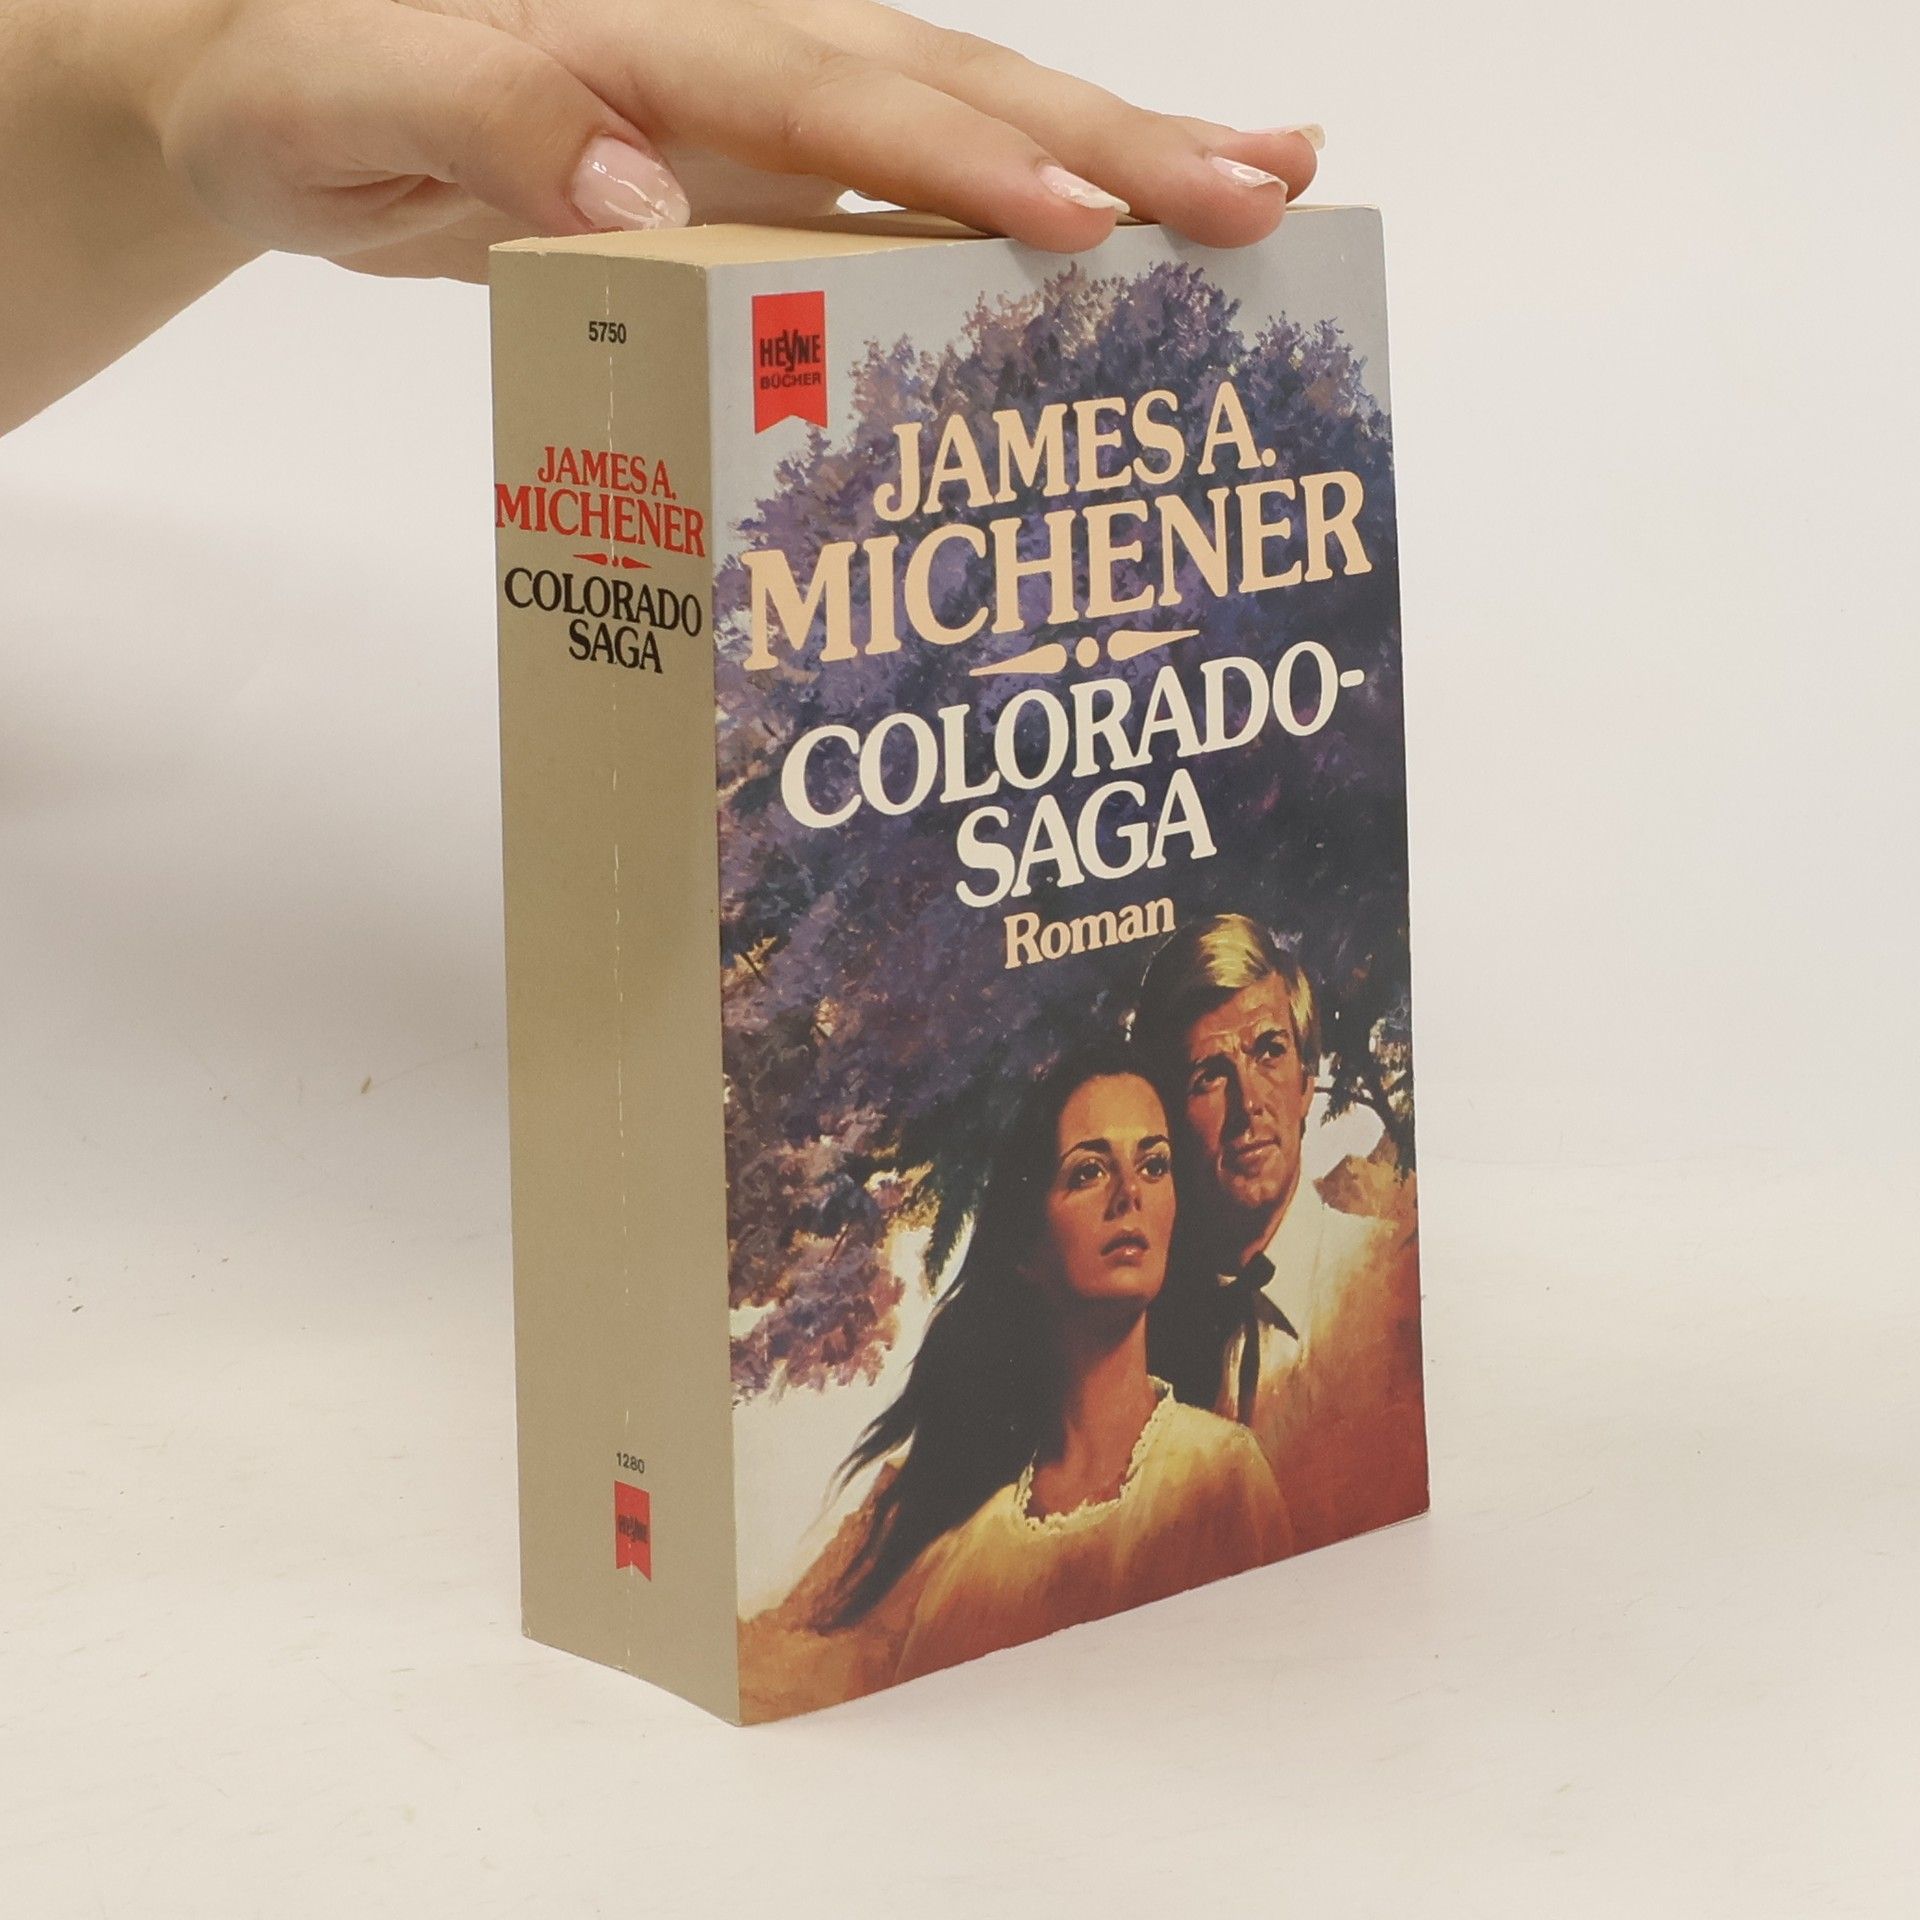 5750
JAMES A.
MICHENER
COLORADO
SAGA
1280
HEYNE
HEYNE
BÜCHER
JAMES A.
MICHENER
COLORADO-
SAGA
Roman